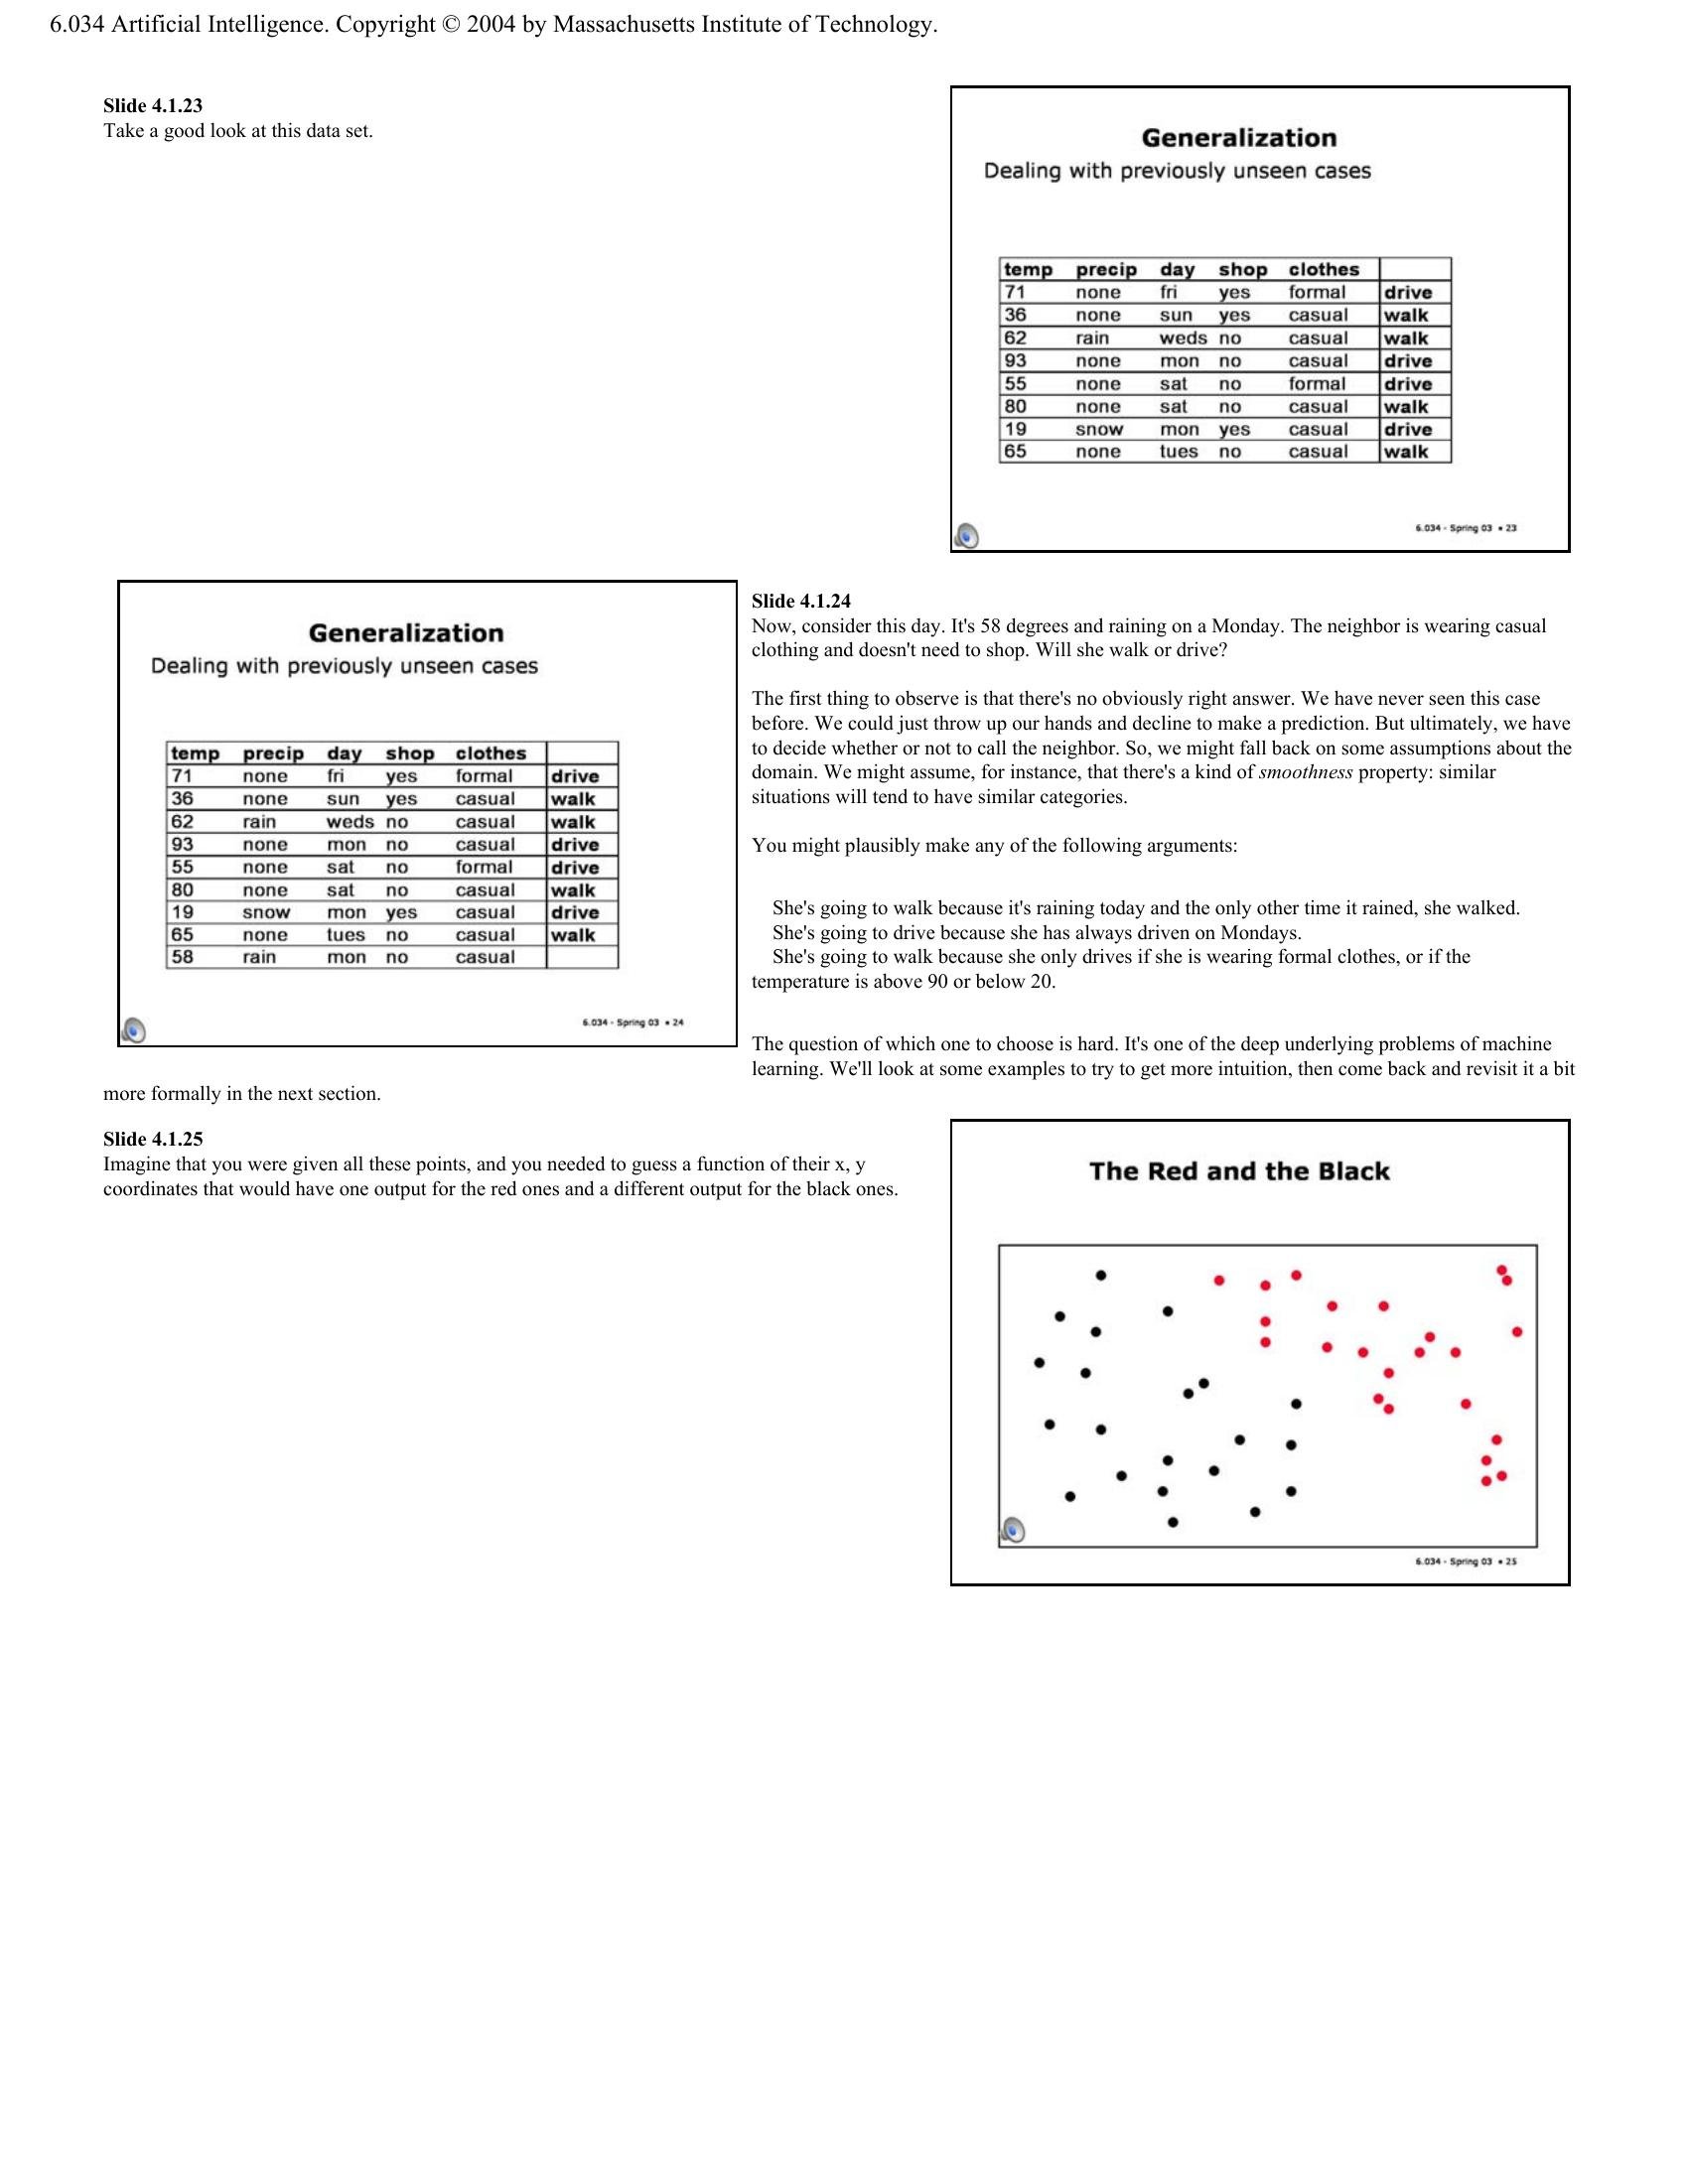 6.034 Artificial Intelligence. Copyright © 2004 by Massachusetts Institute of Technology.
Slide 4.1.23
Take a good look at this data set.
Generalization
Dealing with previously unseen cases
temp precip day shop clothes
71 none fri yes formal drive
36 none sun yes casual walk
62 rain weds no casual walk
93 none mon no casual drive
55 none sat no formal drive
80 none sat no casual walk
19 snow mon yes casual drive
65 none tues no casual walk
6.034 - Spring 03 • 23
Generalization
Dealing with previously unseen cases
temp precip day shop clothes
71 none fri yes formal drive
36 none sun yes casual walk
62 rain weds no casual walk
93 none mon no casual drive
55 none sat no formal drive
80 none sat no casual walk
19 snow mon yes casual drive
65 none tues no casual walk
58 rain mon no casual
6.034 - Spring 03 • 24
Slide 4.1.24
Now, consider this day. It's 58 degrees and raining on a Monday. The neighbor is wearing casual
clothing and doesn't need to shop. Will she walk or drive?
The first thing to observe is that there's no obviously right answer. We have never seen this case
before. We could just throw up our hands and decline to make a prediction. But ultimately, we have
to decide whether or not to call the neighbor. So, we might fall back on some assumptions about the
domain. We might assume, for instance, that there's a kind of smoothness property: similar
situations will tend to have similar categories.
You might plausibly make any of the following arguments:
She's going to walk because it's raining today and the only other time it rained, she walked.
She's going to drive because she has always driven on Mondays.
She's going to walk because she only drives if she is wearing formal clothes, or if the
temperature is above 90 or below 20.
The question of which one to choose is hard. It's one of the deep underlying problems of machine
learning. We'll look at some examples to try to get more intuition, then come back and revisit it a bit
more formally in the next section.
Slide 4.1.25
Imagine that you were given all these points, and you needed to guess a function of their x, y
coordinates that would have one output for the red ones and a different output for the black ones.
The Red and the Black
6.034 - Spring 03 • 25